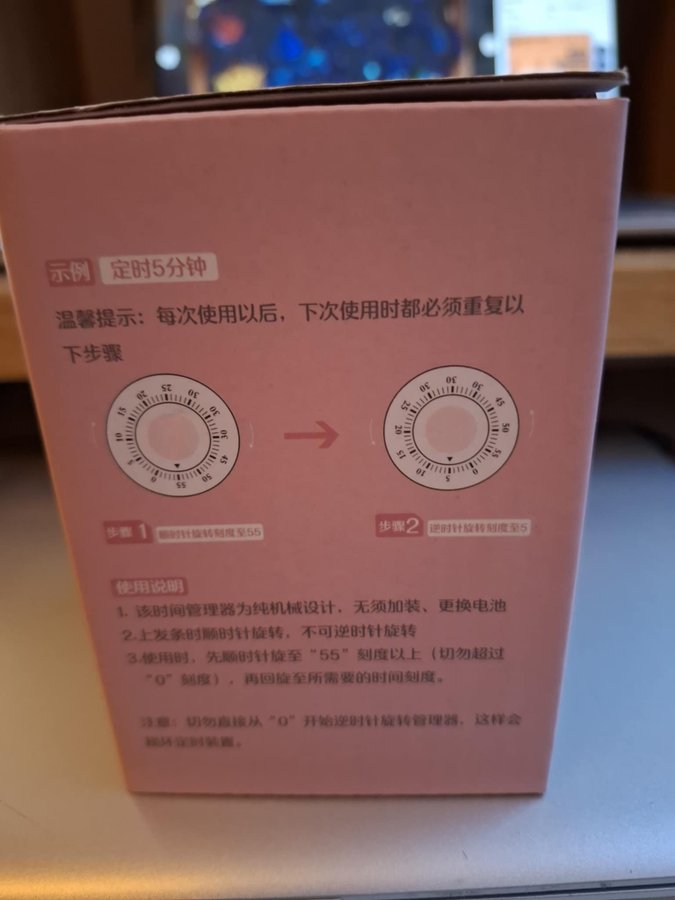 示例 定时5分钟
温馨提示：每次使用以后，下次使用时都必须重复以
下步骤
步骤1 顺时针旋转刻度至55
步骤2 逆时针旋转刻度至5
使用说明
1. 该时间管理器为纯机械设计，无须加装、更换电池
2.上发条时顺时针旋转，不可逆时针旋转
3.使用时，先顺时针旋至“55”刻度以上（切勿超过
“0”刻度），再回旋至所需要的时间刻度。
注意：切勿直接从“0”开始逆时针旋转管理器，这样会
损坏定时装置。